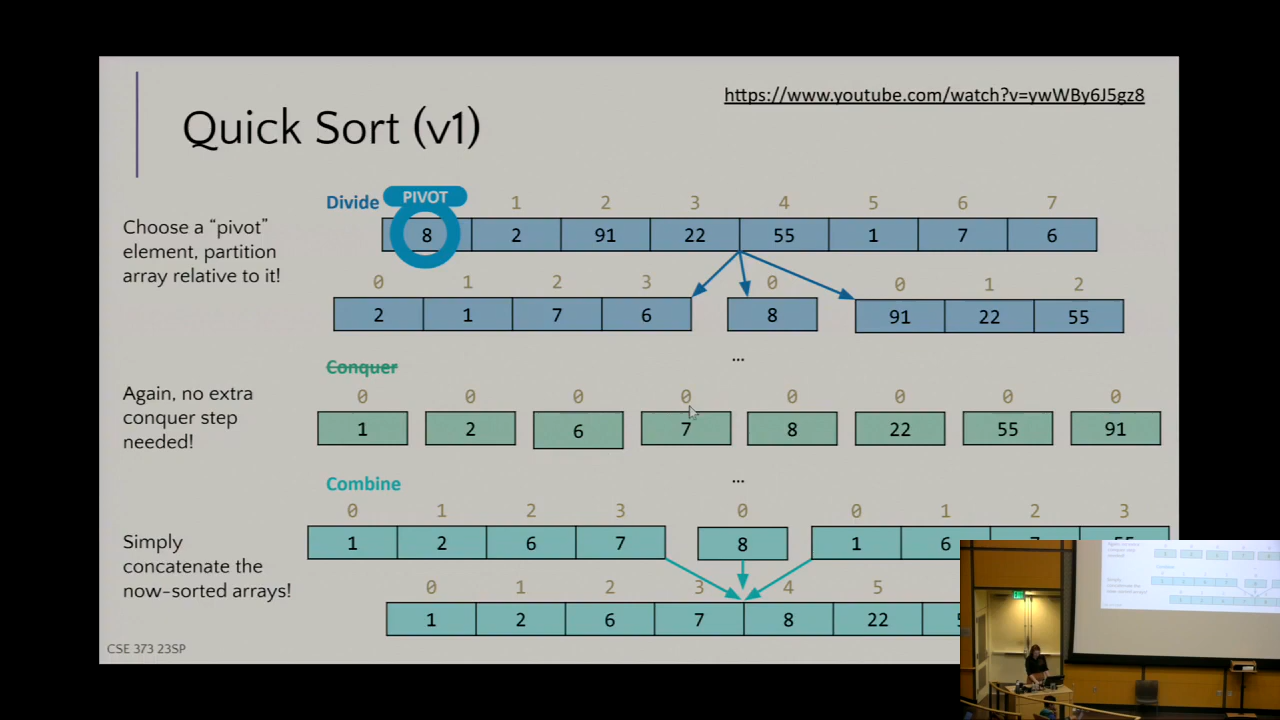 https://www.youtube.com/watch?v=ywWBy6J5gz8
Quick Sort (v1)
Divide PIVOT 1 2 3 4 5 6 7
Choose a “pivot”
element, partition
array relative to it!
8 2 91 22 55 1 7 6
0 1 2 3 0 0 1 2
2 1 7 6 8 91 22 55
...
Conquer
Again, no extra
conquer step
needed!
0 0 0 0 0 0 0 0
1 2 6 7 8 22 55 91
...
Combine
0 1 2 3 0 0 1 2 3
Simply
concatenate the
now-sorted arrays!
1 2 6 7 8 1 6
0 1 2 3 4 5
1 2 6 7 8 22
CSE 373 23SP